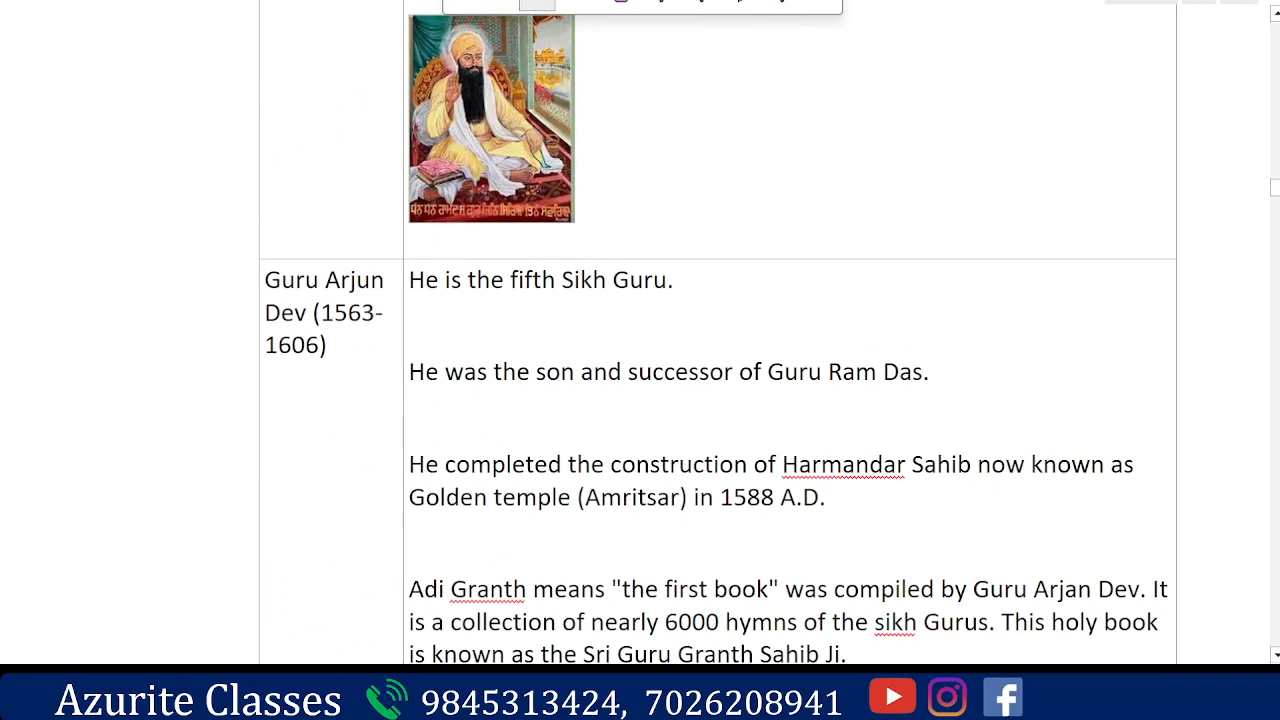 ਧੰਨ ਧੰਨ ਰਾਮਦਾਸ ਗੁਰੁ ਜਿਨਿ ਸਿਰਿਆ ਤਿਨੈ ਸਵਾਰਿਆ
Guru Arjun
Dev (1563-
1606)
He is the fifth Sikh Guru.
He was the son and successor of Guru Ram Das.
He completed the construction of Harmandar Sahib now known as
Golden temple (Amritsar) in 1588 A.D.
Adi Granth means "the first book" was compiled by Guru Arjan Dev. It
is a collection of nearly 6000 hymns of the sikh Gurus. This holy book
is known as the Sri Guru Granth Sahib Ji.
Azurite Classes 9845313424, 7026208941